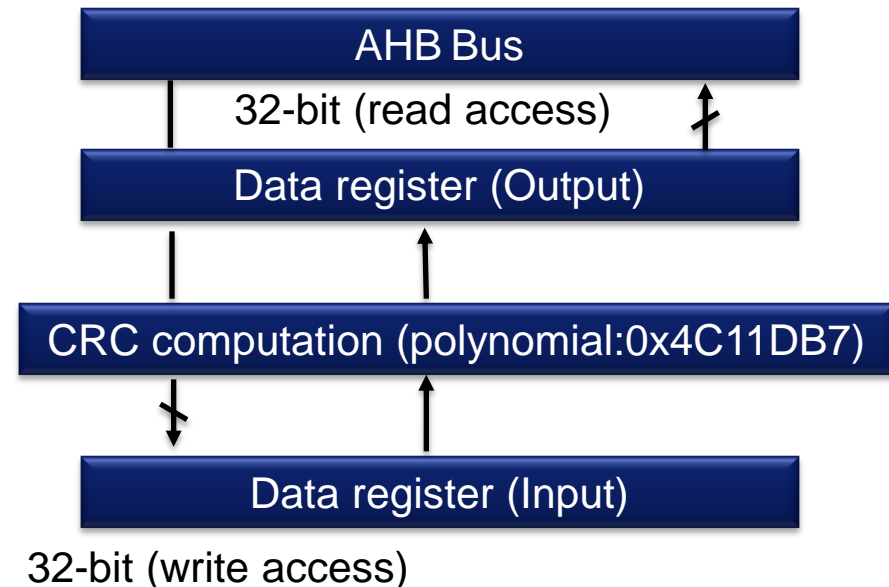 AHB Bus
32-bit (read access)
Data register (Output)
CRC computation (polynomial:0x4C11DB7)
Data register (Input)
32-bit (write access)